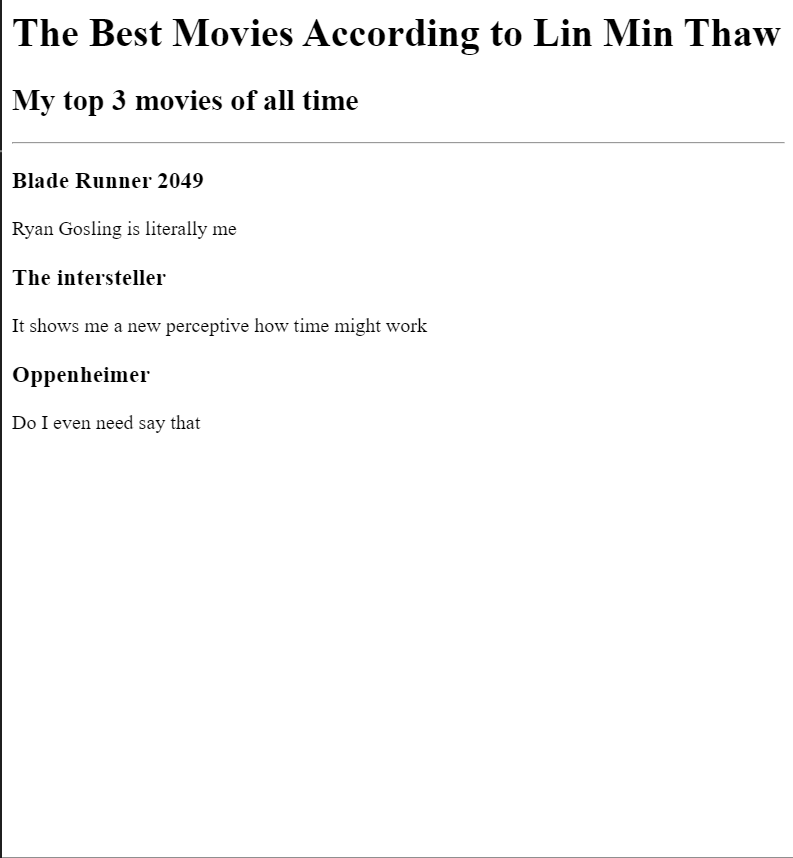 The Best Movies According to Lin Min Thaw
My top 3 movies of all time
Blade Runner 2049
Ryan Gosling is literally me
The intersteller
It shows me a new perceptive how time might work
Oppenheimer
Do I even need say that